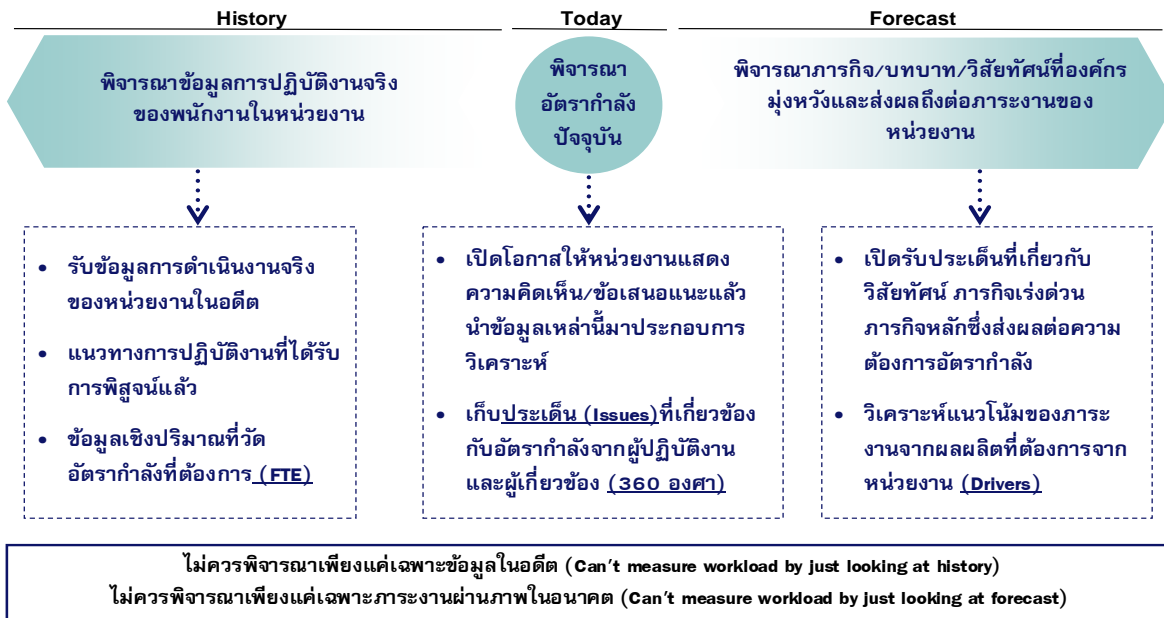 History
Today
Forecast
พิจารณาข้อมูลการปฏิบัติงานจริง
ของพนักงานในหน่วยงาน
พิจารณา
อัตรากำลัง
ปัจจุบัน
พิจารณาภารกิจ/บทบาท/วิสัยทัศน์ที่องค์กร
มุ่งหวังและส่งผลถึงต่อภาระงานของ
หน่วยงาน
• รับข้อมูลการดำเนินงานจริง
ของหน่วยงานในอดีต
• แนวทางการปฏิบัติงานที่ได้รับ
การพิสูจน์แล้ว
• ข้อมูลเชิงปริมาณที่วัด
อัตรากำลังที่ต้องการ (FTE)
• เปิดโอกาสให้หน่วยงานแสดง
ความคิดเห็น/ข้อเสนอแนะแล้ว
นำข้อมูลเหล่านี้มาประกอบการ
วิเคราะห์
• เก็บประเด็น (Issues)ที่เกี่ยวข้อง
กับอัตรากำลังจากผู้ปฏิบัติงาน
และผู้เกี่ยวข้อง (360 องศา)
• เปิดรับประเด็นที่เกี่ยวกับ
วิสัยทัศน์ ภารกิจเร่งด่วน
ภารกิจหลักซึ่งส่งผลต่อความ
ต้องการอัตรากำลัง
• วิเคราะห์แนวโน้มของภาระ
งานจากผลผลิตที่ต้องการจาก
หน่วยงาน (Drivers)
ไม่ควรพิจารณาเพียงแค่เฉพาะข้อมูลในอดีต (Can't measure workload by just looking at history)
ไม่ควรพิจารณาเพียงแค่เฉพาะภาระงานผ่านภาพในอนาคต (Can't measure workload by just looking at forecast)